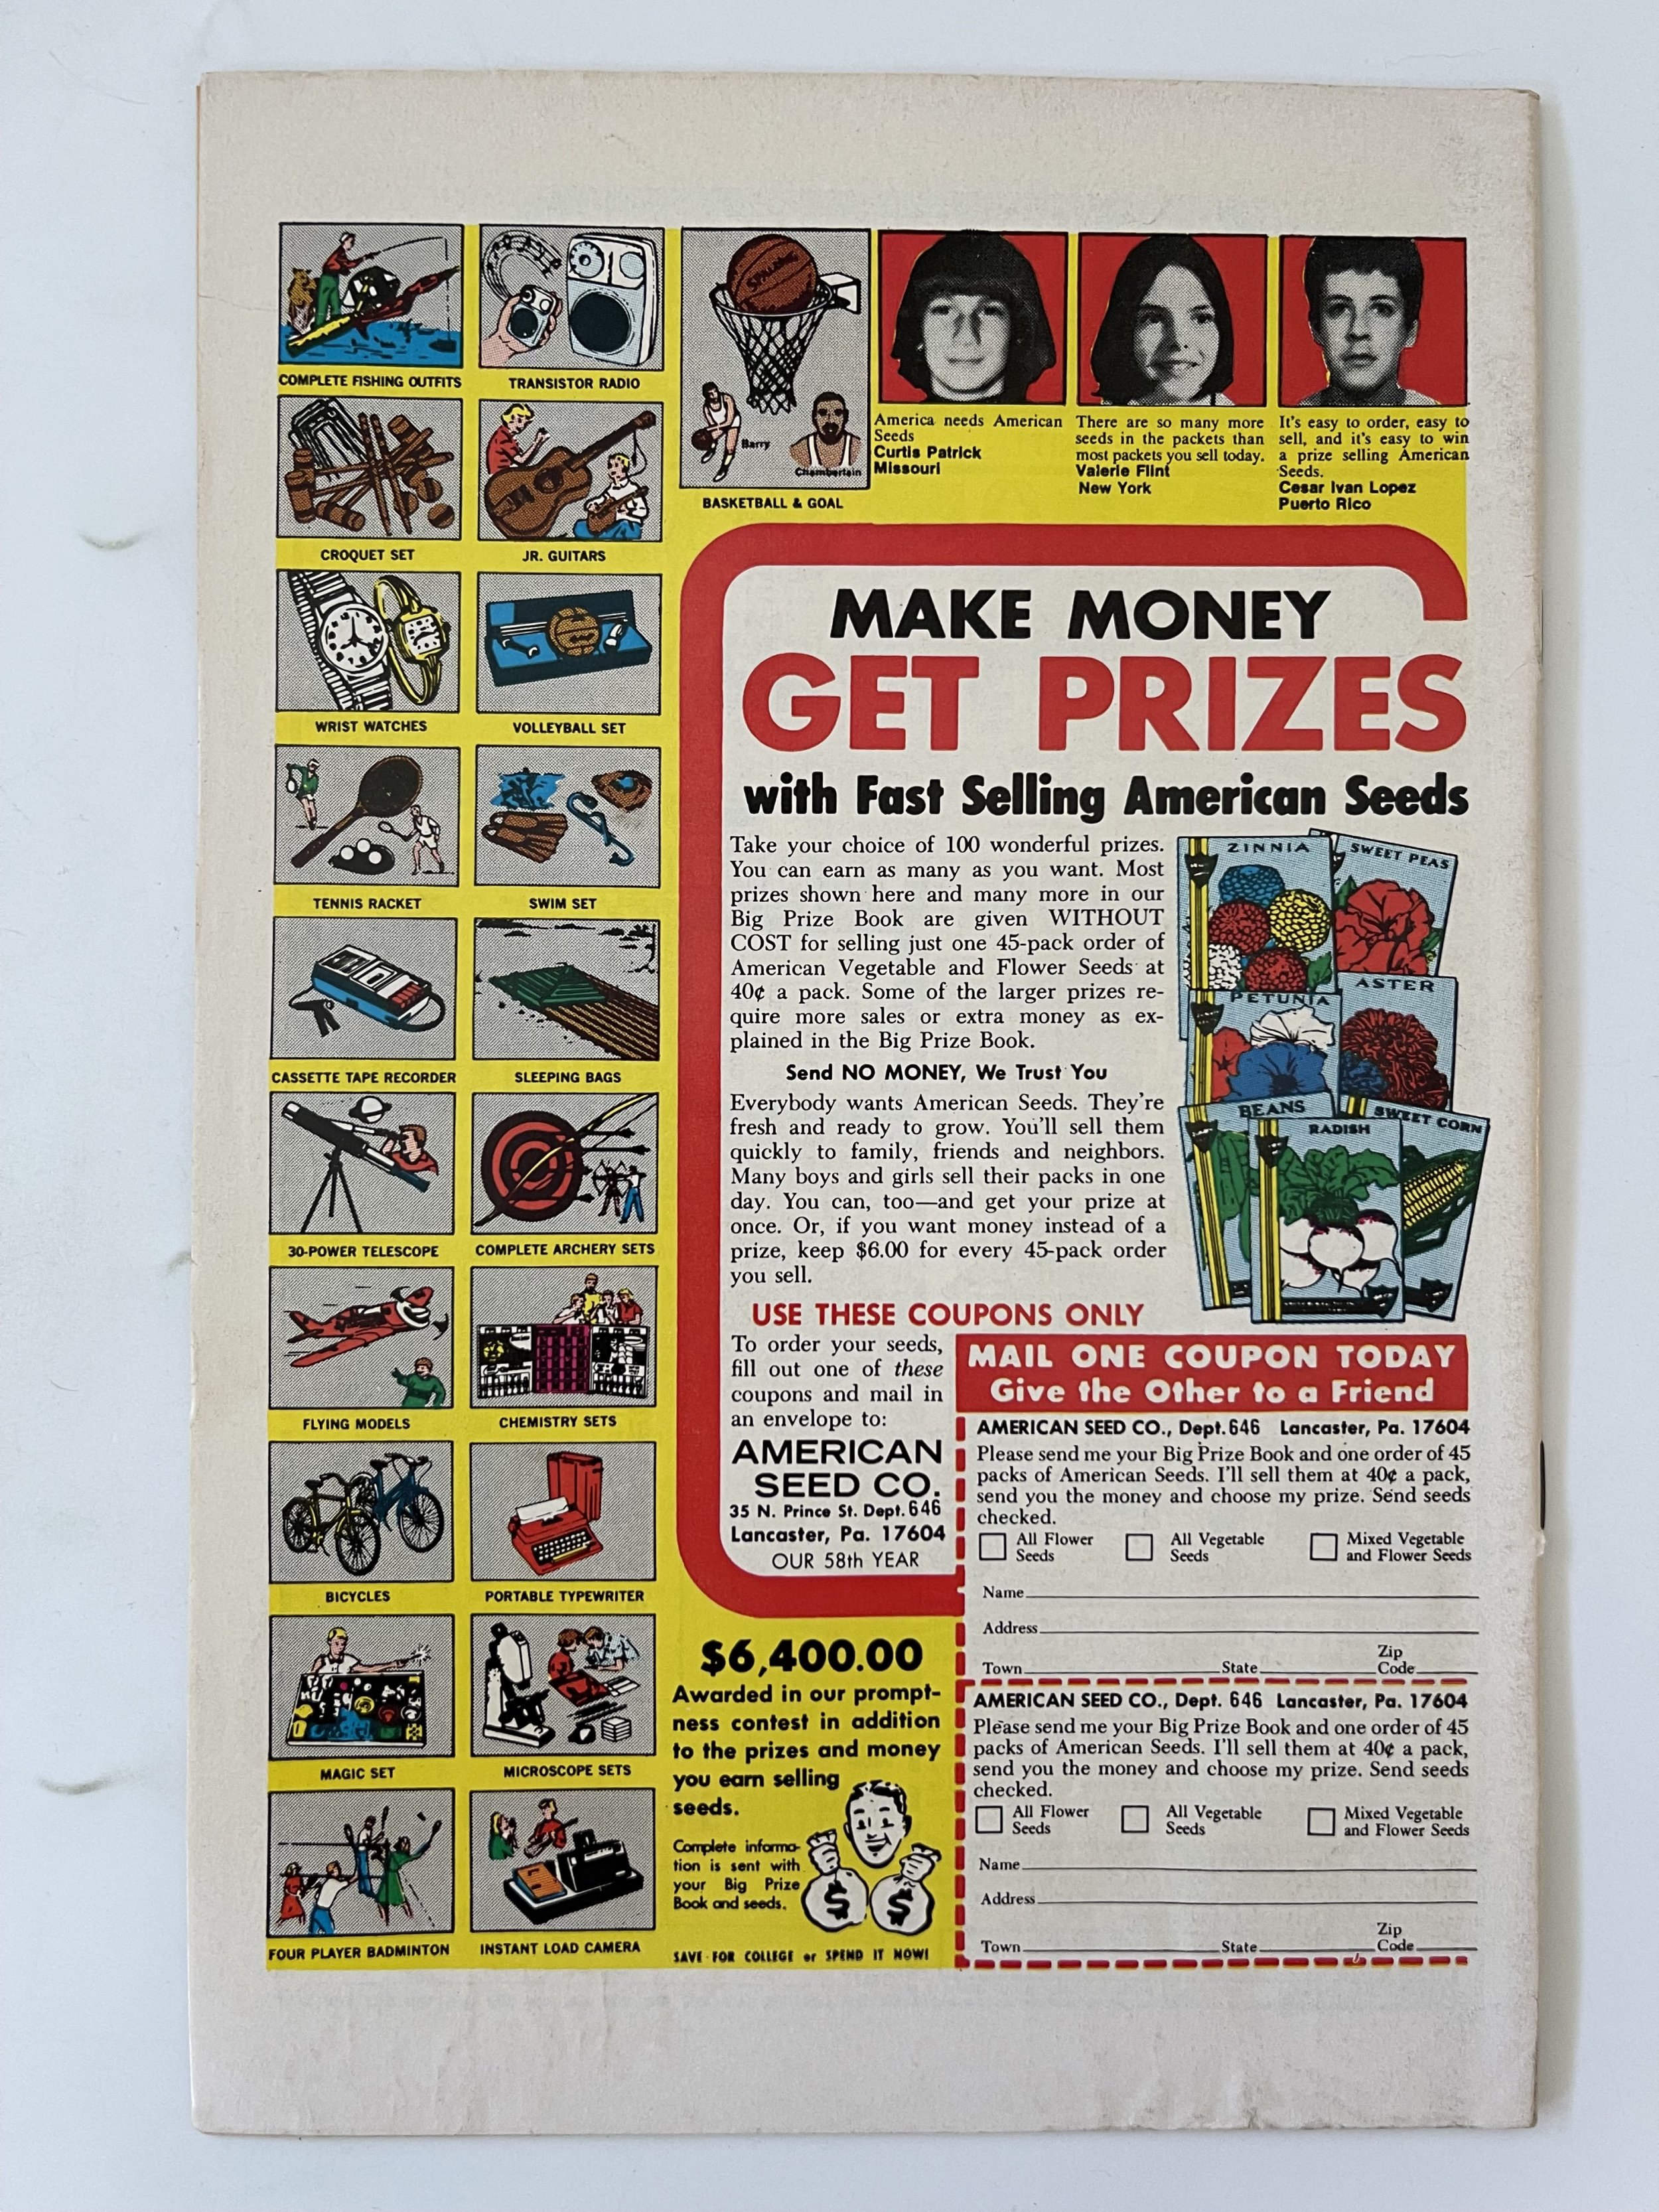 COMPLETE FISHING OUTFITS
TRANSISTOR RADIO
CROQUET SET
JR. GUITARS
WRIST WATCHES
VOLLEYBALL SET
TENNIS RACKET
SWIM SET
CASSETTE TAPE RECORDER
SLEEPING BAGS
30-POWER TELESCOPE
COMPLETE ARCHERY SETS
FLYING MODELS
CHEMISTRY SETS
BICYCLES
PORTABLE TYPEWRITER
MAGIC SET
MICROSCOPE SETS
FOUR PLAYER BADMINTON
INSTANT LOAD CAMERA
SPALDING
Barry
Chamberlain
BASKETBALL & GOAL
America needs American
Seeds
Curtis Patrick
Missouri
There are so many more
seeds in the packets than
most packets you sell today.
Valerie Flint
New York
It's easy to order, easy to
sell, and it's easy to win
a prize selling American
Seeds.
Cesar Ivan Lopez
Puerto Rico
MAKE MONEY
GET PRIZES
with Fast Selling American Seeds
Take your choice of 100 wonderful prizes.
You can earn as many as you want. Most
prizes shown here and many more in our
Big Prize Book are given WITHOUT
COST for selling just one 45-pack order of
American Vegetable and Flower Seeds at
40¢ a pack. Some of the larger prizes re-
quire more sales or extra money as ex-
plained in the Big Prize Book.
Send NO MONEY, We Trust You
Everybody wants American Seeds. They're
fresh and ready to grow. You'll sell them
quickly to family, friends and neighbors.
Many boys and girls sell their packs in one
day. You can, too—and get your prize at
once. Or, if you want money instead of a
prize, keep $6.00 for every 45-pack order
you sell.
ZINNIA
SWEET PEAS
PETUNIA
ASTER
BEANS
RADISH
SWEET CORN
USE THESE COUPONS ONLY
To order your seeds,
fill out one of these
coupons and mail in
an envelope to:
AMERICAN
SEED CO.
35 N. Prince St. Dept. 646
Lancaster, Pa. 17604
OUR 58th YEAR
$6,400.00
Awarded in our prompt-
ness contest in addition
to the prizes and money
you earn selling
seeds.
Complete informa-
tion is sent with
your Big Prize
Book and seeds.
$ $
SAVE FOR COLLEGE or SPEND IT NOW!
MAIL ONE COUPON TODAY
Give the Other to a Friend
AMERICAN SEED CO., Dept. 646 Lancaster, Pa. 17604
Please send me your Big Prize Book and one order of 45
packs of American Seeds. I'll sell them at 40¢ a pack,
send you the money and choose my prize. Send seeds
checked.
All Flower
Seeds
All Vegetable
Seeds
Mixed Vegetable
and Flower Seeds
Name
Address
Town State Zip
Code
AMERICAN SEED CO., Dept. 646 Lancaster, Pa. 17604
Please send me your Big Prize Book and one order of 45
packs of American Seeds. I'll sell them at 40¢ a pack,
send you the money and choose my prize. Send seeds
checked.
All Flower
Seeds
All Vegetable
Seeds
Mixed Vegetable
and Flower Seeds
Name
Address
Town State Zip
Code